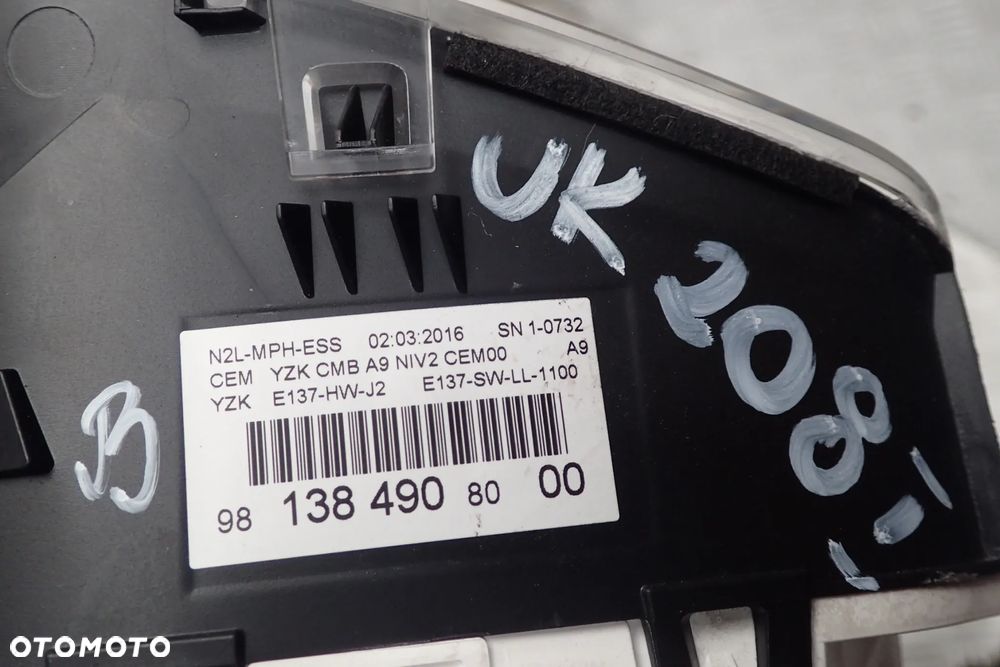 UK
2008
B
N2L-MPH-ESS 02:03:2016 SN 1-0732
CEM YZK CMB A9 NIV2 CEM00 A9
YZK E137-HW-J2 E137-SW-LL-1100
98 138 490 80 00
OTOMOTO